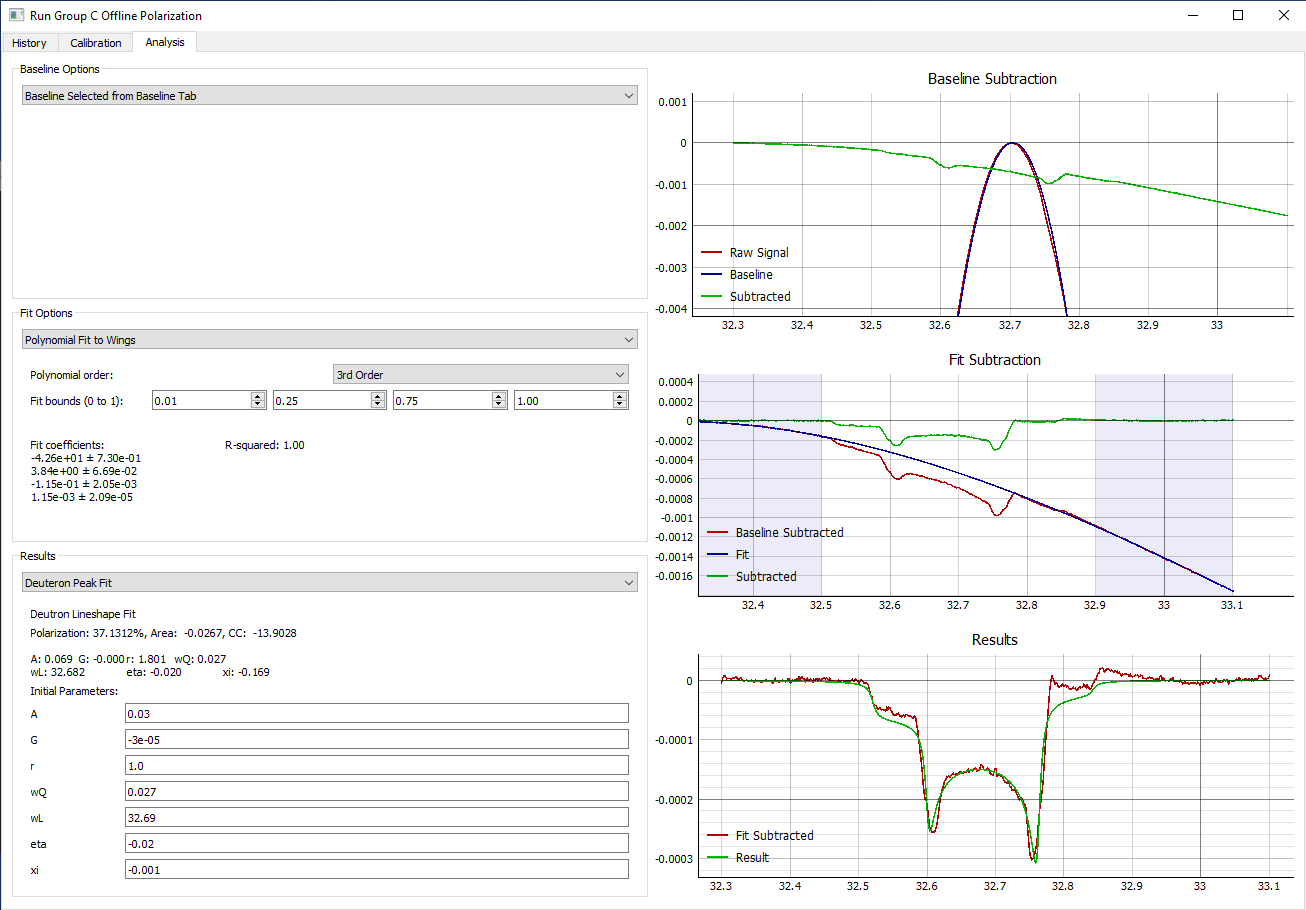 Run Group C Offline Polarization
History Calibration Analysis
Baseline Options
Baseline Selected from Baseline Tab
Fit Options
Polynomial Fit to Wings
Polynomial order: 3rd Order
Fit bounds (0 to 1): 0.01 0.25 0.75 1.00
Fit coefficients: R-squared: 1.00
-4.26e+01 ± 7.30e-01
3.84e+00 ± 6.69e-02
-1.15e-01 ± 2.05e-03
1.15e-03 ± 2.09e-05
Results
Deuteron Peak Fit
Deutron Lineshape Fit
Polarization: 37.1312%, Area: -0.0267, CC: -13.9028
A: 0.069 G: -0.000 r: 1.801 wQ: 0.027
wL: 32.682 eta: -0.020 xi: -0.169
Initial Parameters:
A 0.03
G -3e-05
r 1.0
wQ 0.027
wL 32.69
eta -0.02
xi -0.001
Baseline Subtraction
0.001
0
-0.001
-0.002
-0.003
-0.004
Raw Signal
Baseline
Subtracted
32.3 32.4 32.5 32.6 32.7 32.8 32.9 33
Fit Subtraction
0.0004
0.0002
0
-0.0002
-0.0004
-0.0006
-0.0008
-0.001
-0.0012
-0.0014
-0.0016
Baseline Subtracted
Fit
Subtracted
32.4 32.5 32.6 32.7 32.8 32.9 33 33.1
Results
0
-0.0001
-0.0002
-0.0003
Fit Subtracted
Result
32.3 32.4 32.5 32.6 32.7 32.8 32.9 33 33.1